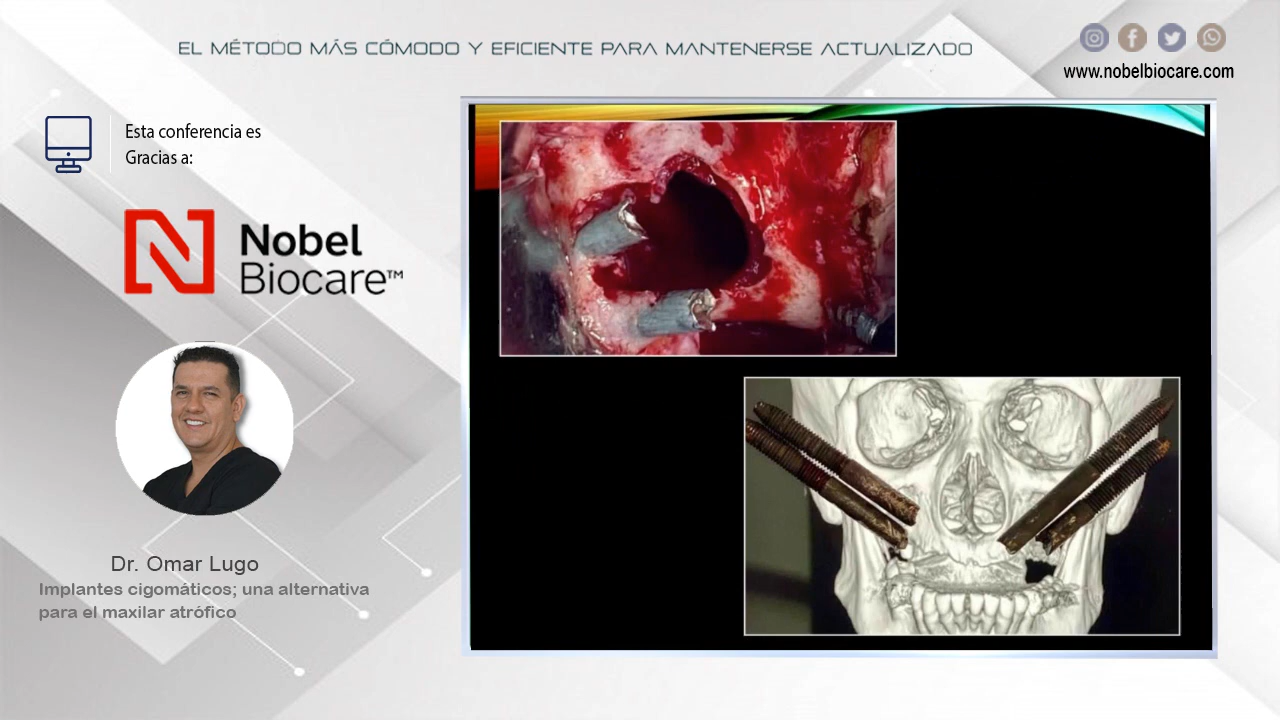 EL MÉTODO MÁS CÓMODO Y EFICIENTE PARA MANTENERSE ACTUALIZADO
www.nobelbiocare.com
Esta conferencia es
Gracias a:
Nobel
Biocare™
Dr. Omar Lugo
Implantes cigomáticos; una alternativa
para el maxilar atrófico